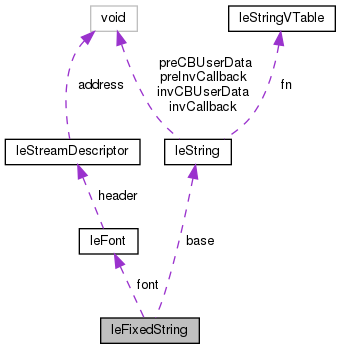 void
leStringVTable
preCBUserData
preInvCallback
invCBUserData
invCallback
address
fn
leStreamDescriptor
leString
header
base
leFont
font
leFixedString